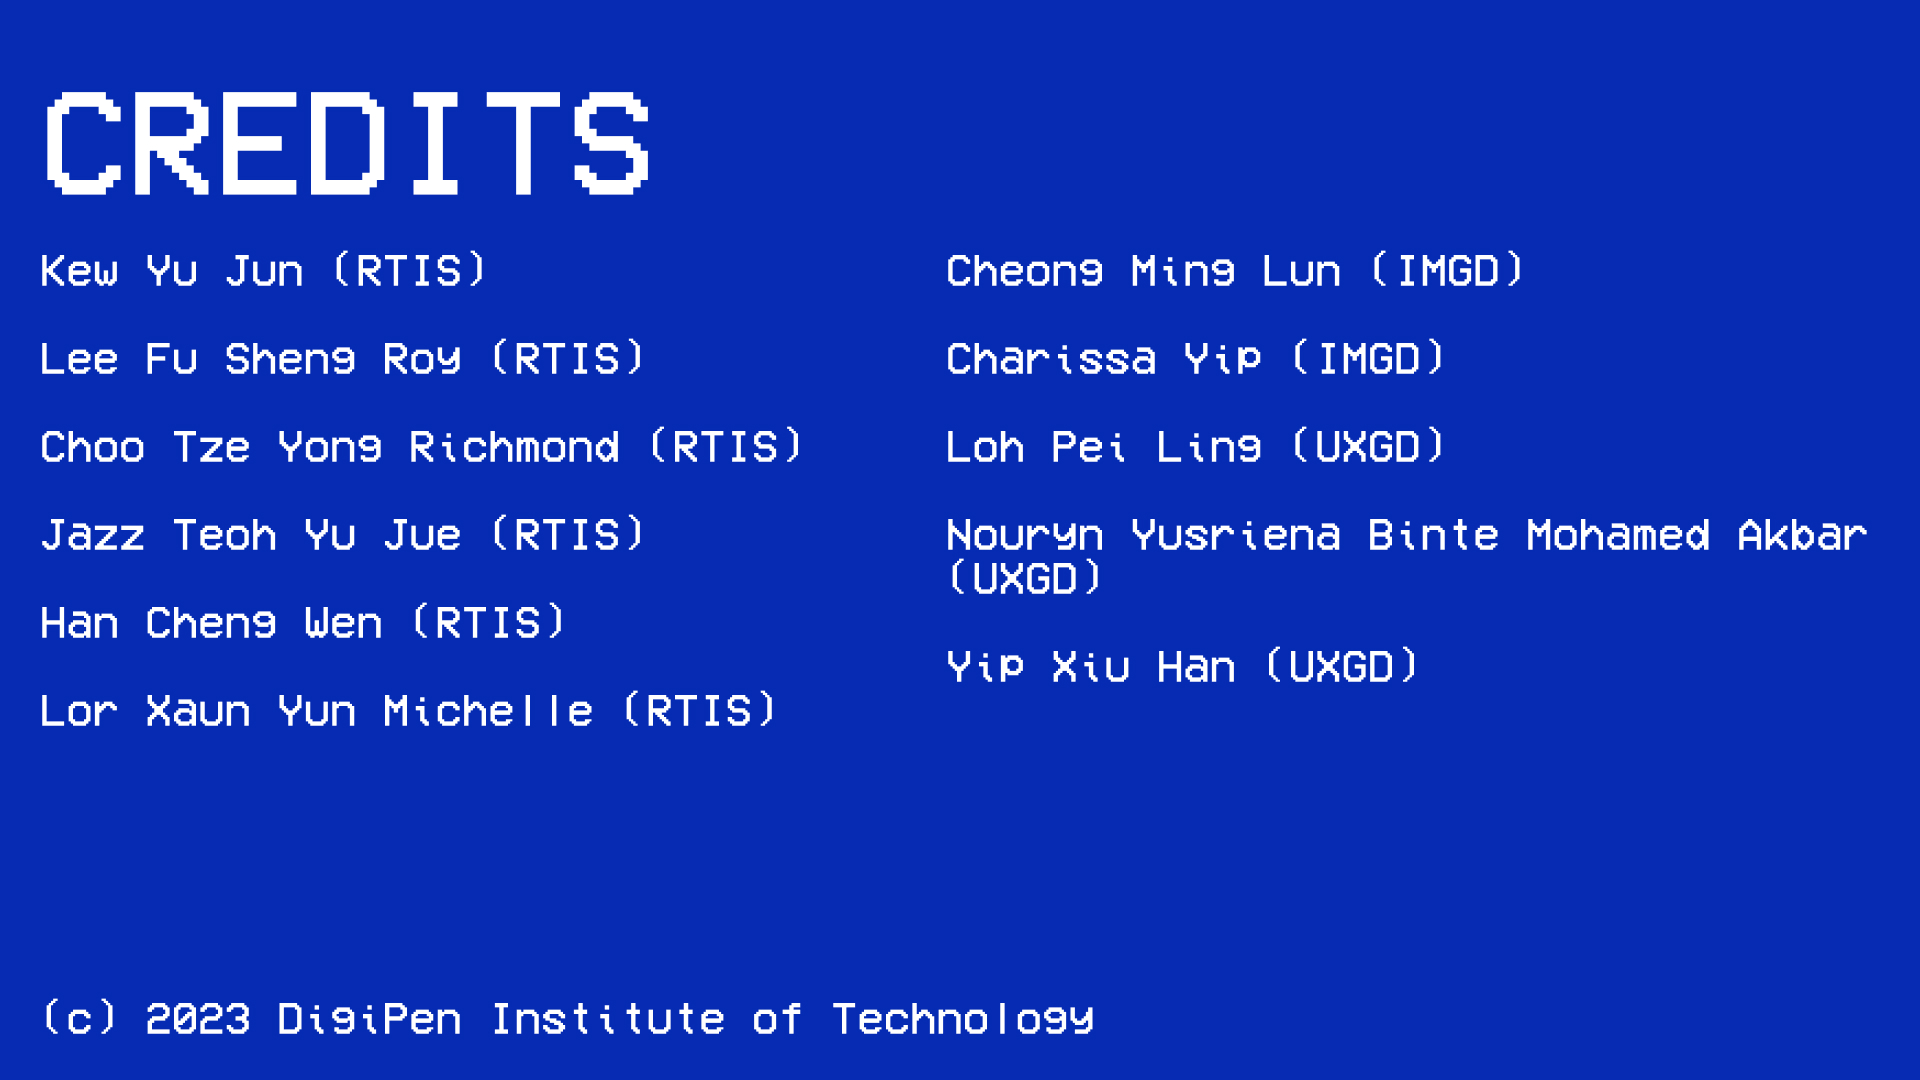 CREDITS
Kew Yu Jun (RTIS)
Lee Fu Sheng Roy (RTIS)
Choo Tze Yong Richmond (RTIS)
Jazz Teoh Yu Jue (RTIS)
Han Cheng Wen (RTIS)
Lor Xaun Yun Michelle (RTIS)
Cheong Ming Lun (IMGD)
Charissa Yip (IMGD)
Loh Pei Ling (UXGD)
Nouryn Yusriena Binte Mohamed Akbar
(UXGD)
Yip Xiu Han (UXGD)
(c) 2023 DigiPen Institute of Technology